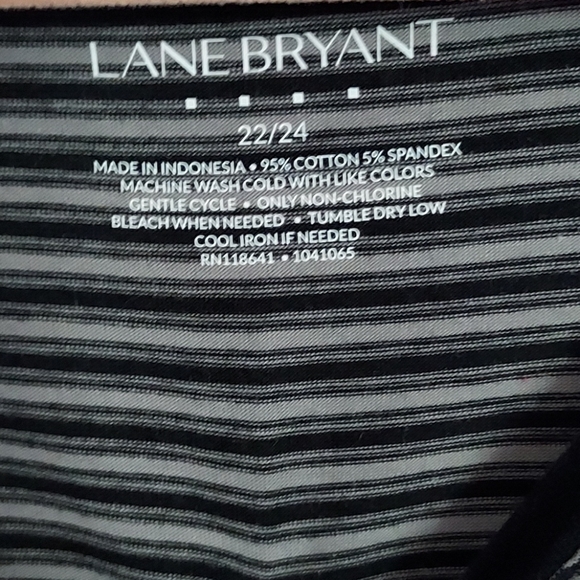 LANE BRYANT
22/24
MADE IN INDONESIA • 95% COTTON 5% SPANDEX
MACHINE WASH COLD WITH LIKE COLORS
GENTLE CYCLE • ONLY NON-CHLORINE
BLEACH WHEN NEEDED • TUMBLE DRY LOW
COOL IRON IF NEEDED
RN118641 • 1041065